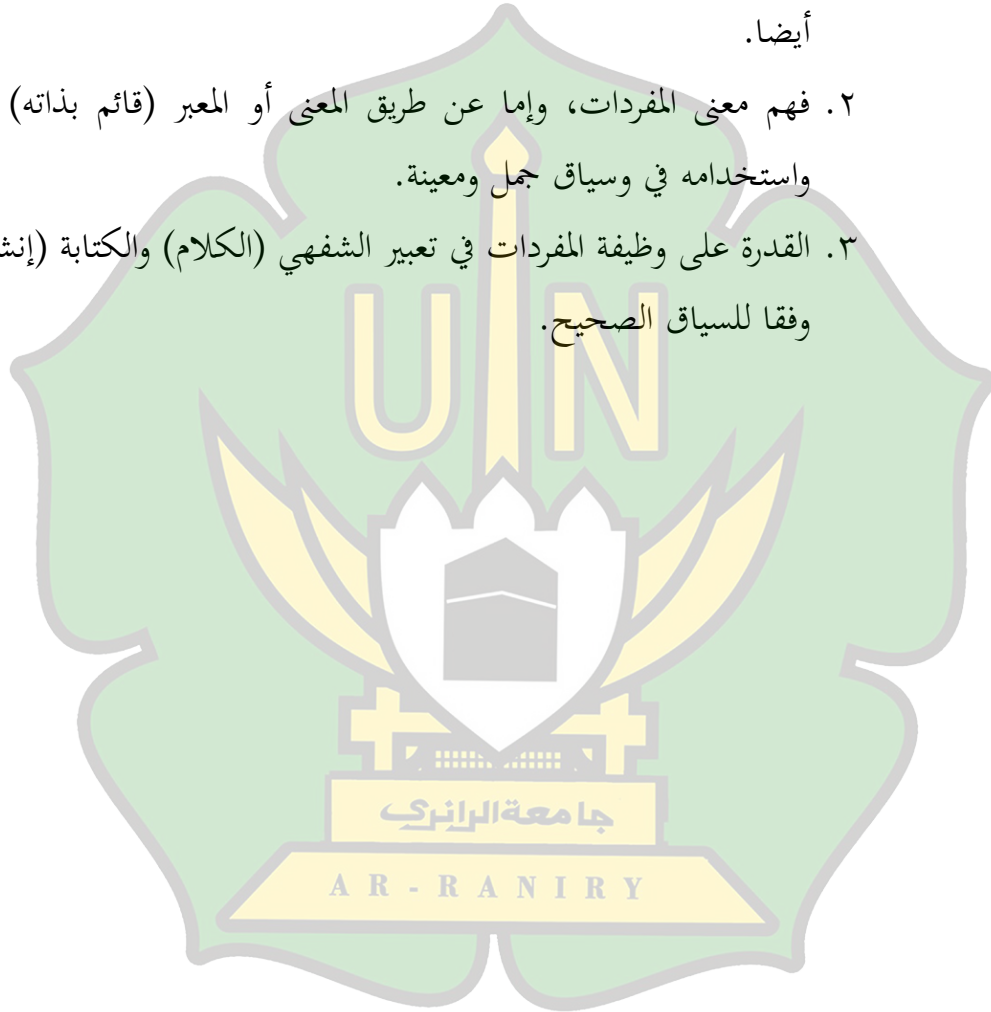 أيضا.
٢. فهم معنى المفردات، وإما عن طريق المعنى أو المعبر (قائم بذاته)
واستخدامه في وسياق جمل ومعينة.
٣. القدرة على وظيفة المفردات في تعبير الشفهي (الكلام) والكتابة (إنش
وفقا للسياق الصحيح.
UIN
جامعة الرانري
AR-RANIRY